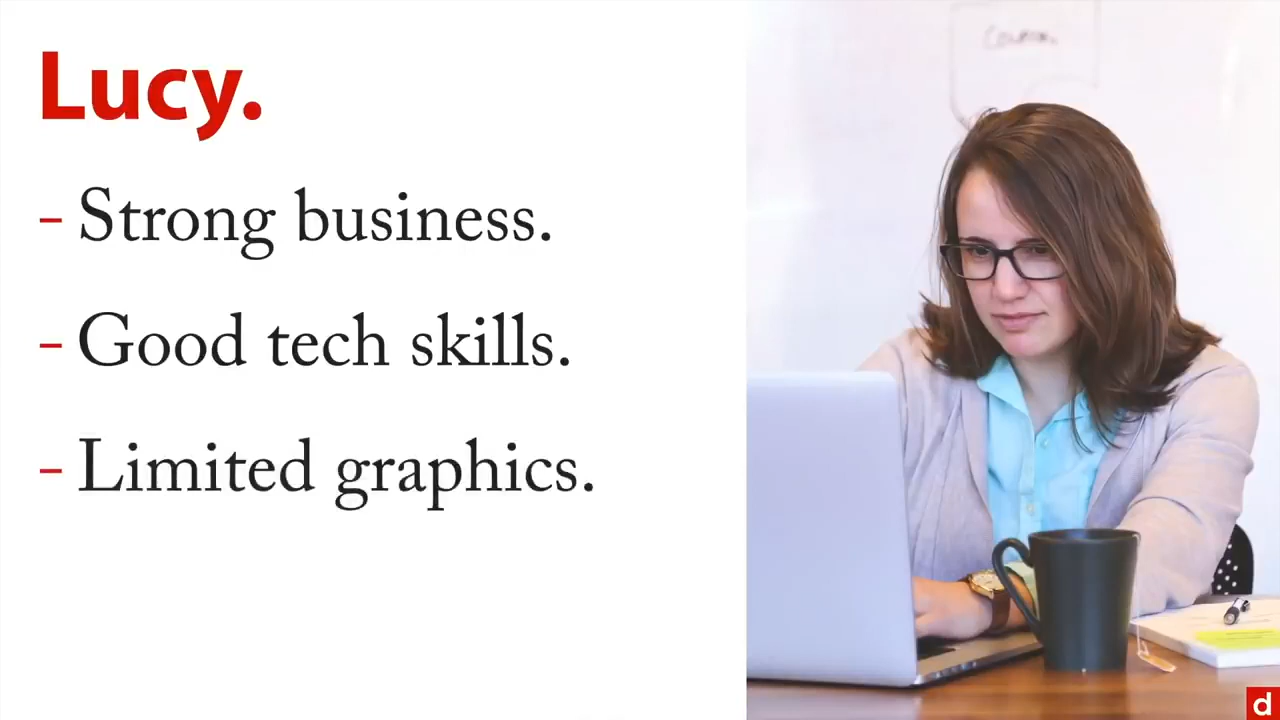 Lucy.
- Strong business.
- Good tech skills.
- Limited graphics.
d